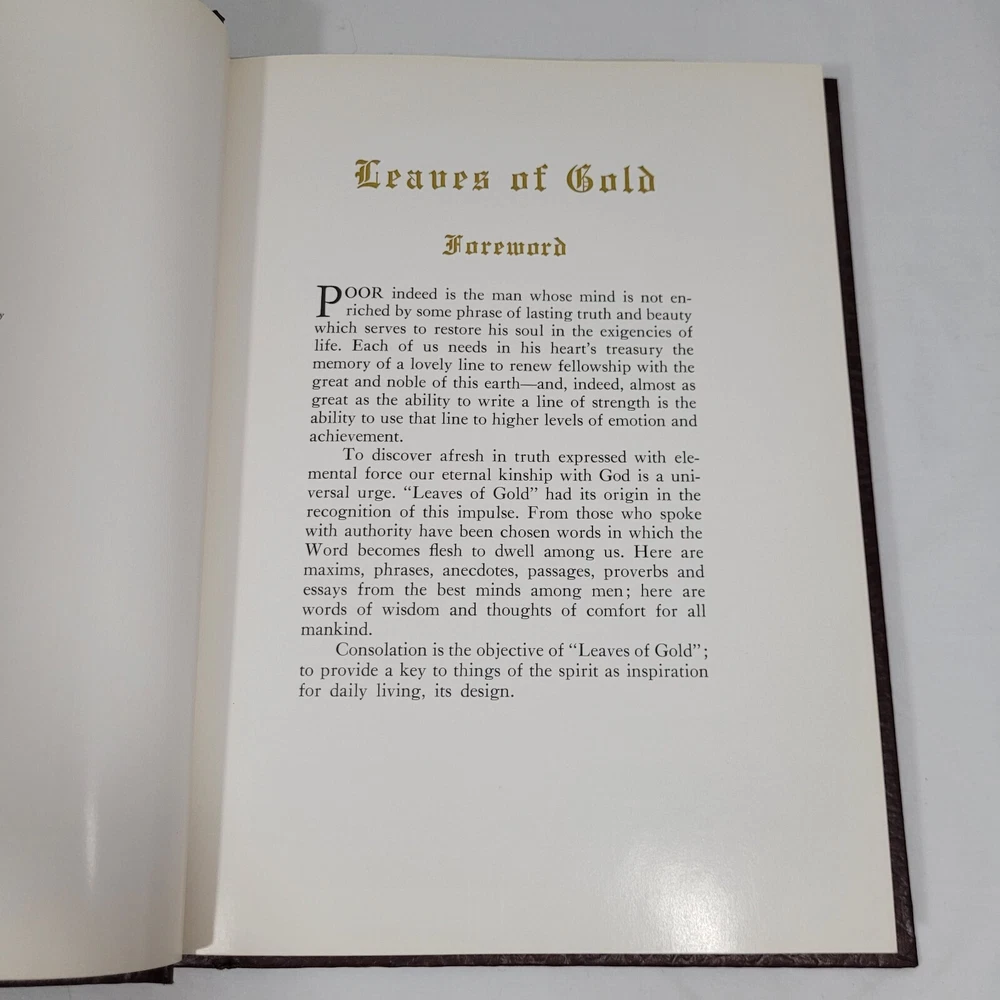 Leaves of Gold
Foreword
POOR indeed is the man whose mind is not en-
riched by some phrase of lasting truth and beauty
which serves to restore his soul in the exigencies of
life. Each of us needs in his heart's treasury the
memory of a lovely line to renew fellowship with the
great and noble of this earth—and, indeed, almost as
great as the ability to write a line of strength is the
ability to use that line to higher levels of emotion and
achievement.
To discover afresh in truth expressed with ele-
mental force our eternal kinship with God is a uni-
versal urge. “Leaves of Gold” had its origin in the
recognition of this impulse. From those who spoke
with authority have been chosen words in which the
Word becomes flesh to dwell among us. Here are
maxims, phrases, anecdotes, passages, proverbs and
essays from the best minds among men; here are
words of wisdom and thoughts of comfort for all
mankind.
Consolation is the objective of “Leaves of Gold”;
to provide a key to things of the spirit as inspiration
for daily living, its design.